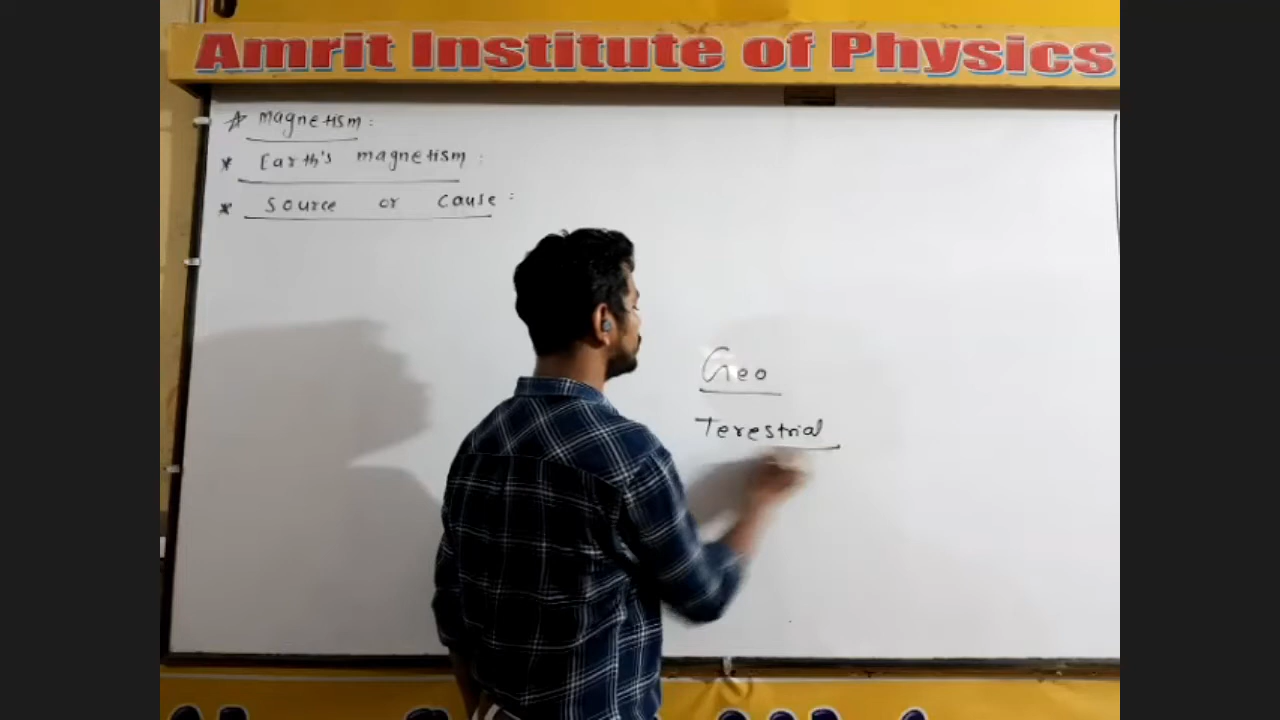 Amrit Institute of Physics
☆ magnetism:
* Earth's magnetism:
* source or cause:
Geo
Terestrial